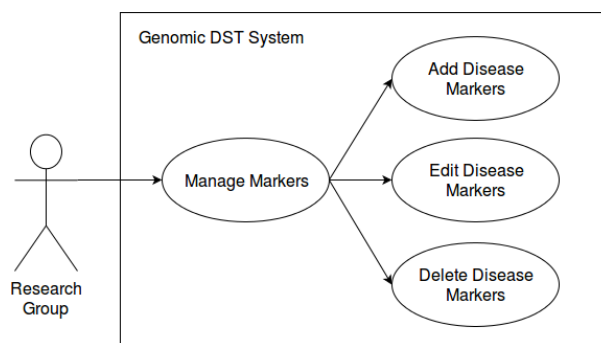 Genomic DST System
Add Disease
Markers
Manage Markers
Edit Disease
Markers
Delete Disease
Markers
Research
Group